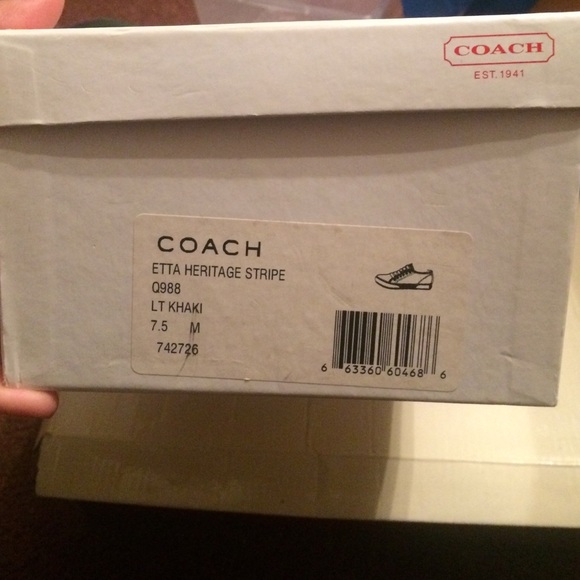 COACH
EST. 1941
COACH
ETTA HERITAGE STRIPE
Q988
LT KHAKI
7.5 M
742726
6 63360 60468 6